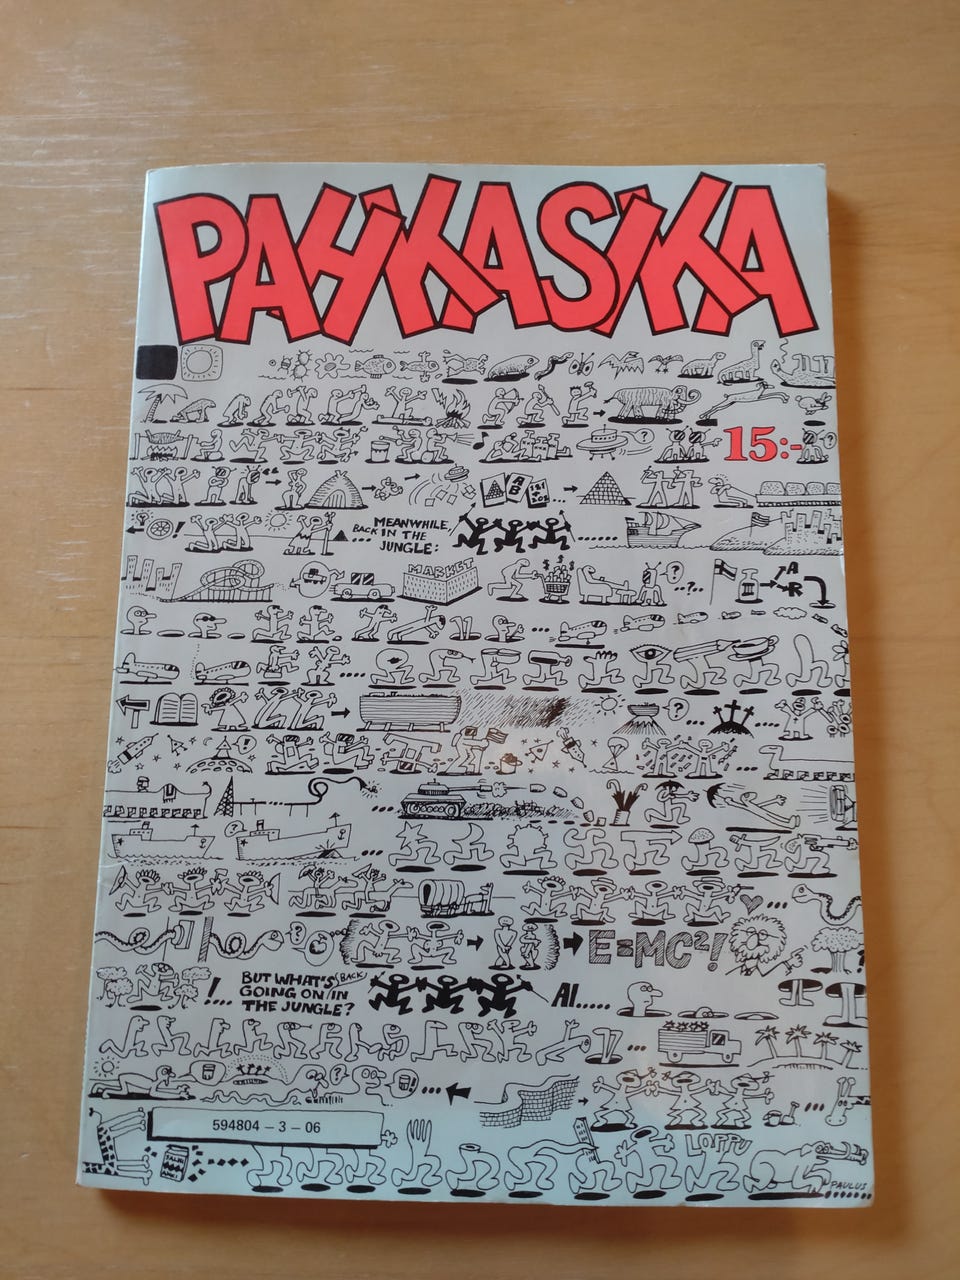 PAHKASIKA
15:-
MEANWHILE,
BACK IN THE
JUNGLE:
MARKET
A
R
E=MC²!
BUT WHAT'S (BACK)
GOING ON/IN
THE JUNGLE?
AI.....
594804-3-06
LOPPU
PAULUS